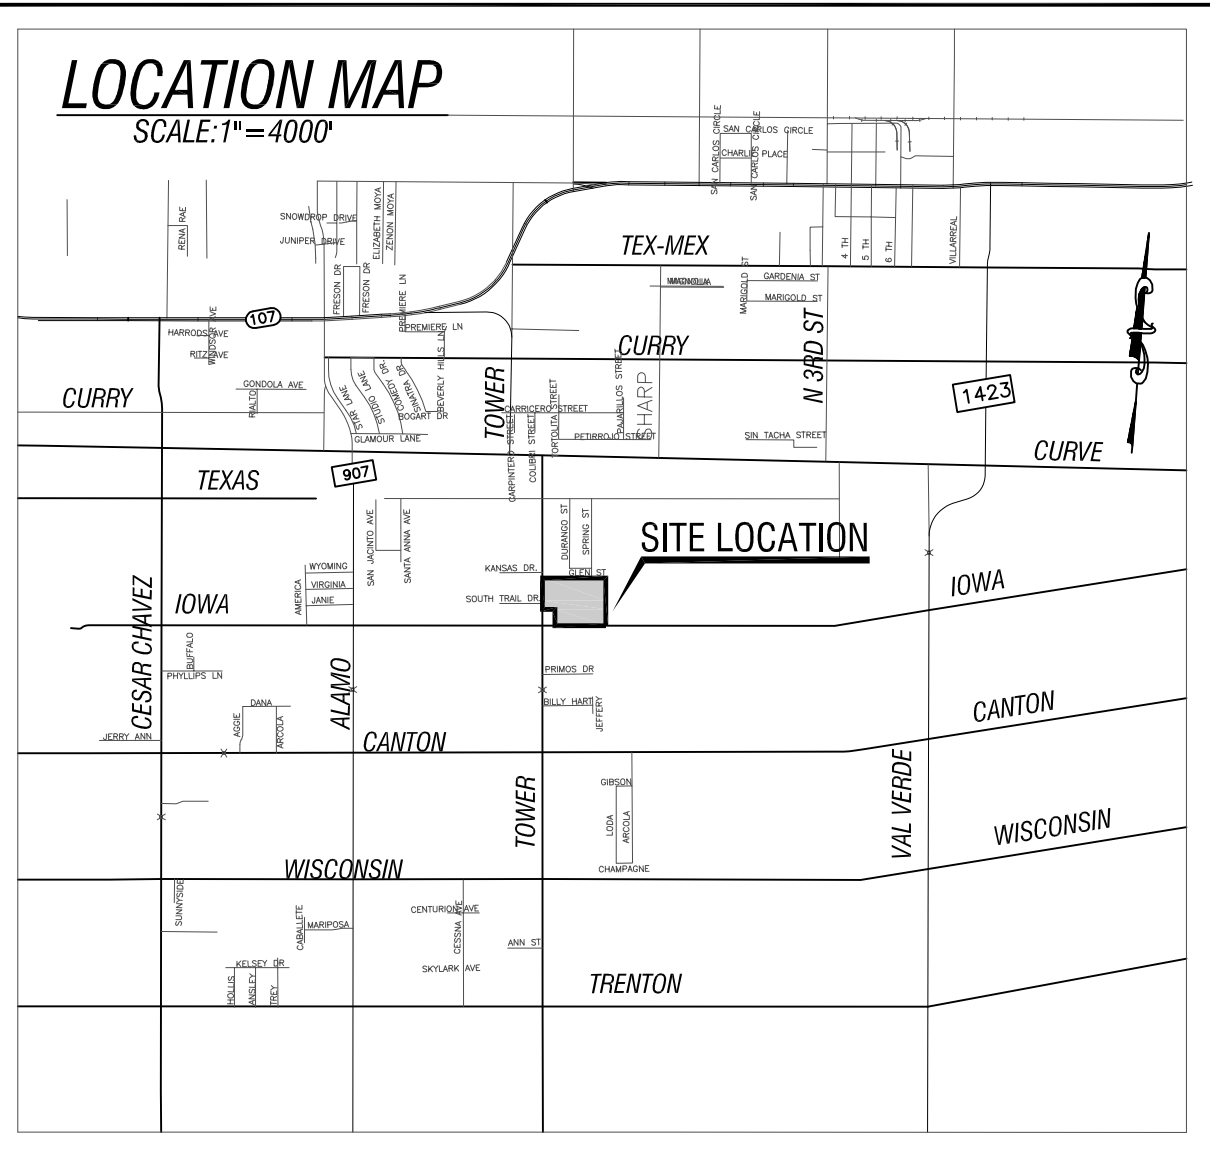 LOCATION MAP
SCALE:1"=4000'
SAN CARLOS CIRCLE
SAN CARLOS CIRCLE
SAN CARLOS CIRCLE
CHARLIE PLACE
RENA RAE
SNOWDROP DRIVE
JUNIPER DRIVE
ELIZABETH MOYA
ZENON MOYA
TEX-MEX
4 TH
5 TH
6 TH
VILLARREAL
FRESON DR
FRESON DR
PREMIERE LN
PREMIERE LN
MAGNOLIA
MARIGOLD ST
GARDENIA ST
MARIGOLD ST
107
HARRODS AVE
WINDSOR AVE
RITZ AVE
BEVERLY HILLS LN
CURRY
N 3RD ST
GONDOLA AVE
RIALTO
CURRY
STAR LANE
STUDIO LANE
COMEDY DR.
SINATRA DR.
BOGART DR
GLAMOUR LANE
TOWER
CARRICERO STREET
CARPINTERO STREET
COLIBRI STREET
TORTOLITA STREET
PAJARILLOS STREET
PETIRROJO STREET
SHARP
1423
SIN TACHA STREET
CURVE
TEXAS
907
SAN JACINTO AVE
SANTA ANNA AVE
DURANGO ST
SPRING ST
SITE LOCATION
KANSAS DR.
GLEN ST
WYOMING
VIRGINIA
JANIE
AMERICA
SOUTH TRAIL DR.
IOWA
IOWA
CESAR CHAVEZ
BUFFALO
PHYLLIPS LN
ALAMO
PRIMOS DR
BILLY HART
JEFFERY
DANA
AGGIE
ARCOLA
JERRY ANN
CANTON
CANTON
TOWER
GIBSON
LODA
ARCOLA
CHAMPAGNE
VAL VERDE
WISCONSIN
WISCONSIN
SUNNYSIDE
CABALLETE
MARIPOSA
CENTURION AVE
CESSNA AVE
ANN ST
SKYLARK AVE
KELSEY DR
HOLLIS
ANSLEY
TREY
TRENTON